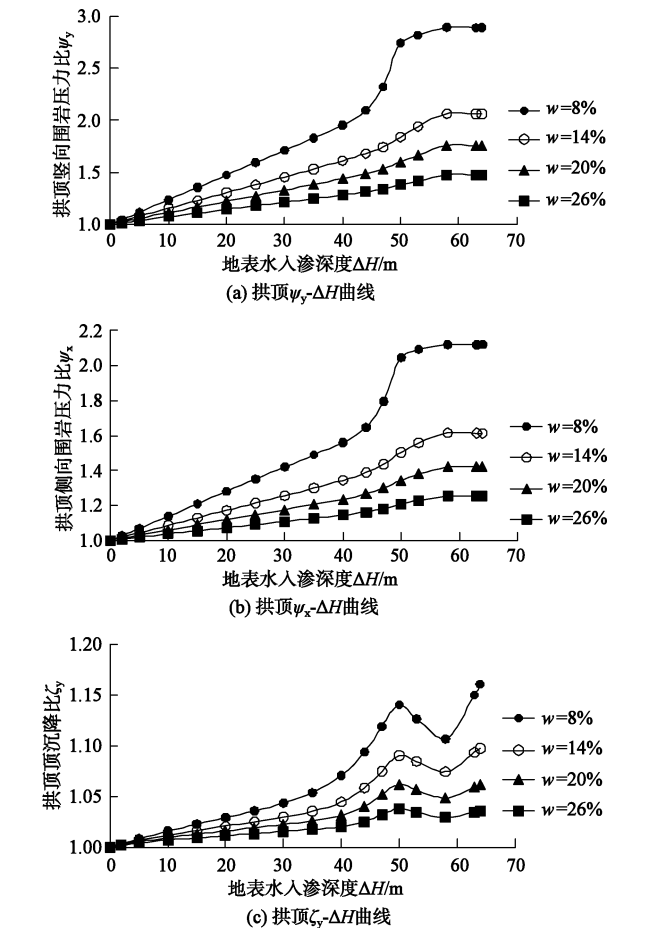 拱顶竖向围岩压力比ψy
3.0
2.5
2.0
1.5
1.0
0 10 20 30 40 50 60 70
w=8%
w=14%
w=20%
w=26%
地表水入渗深度ΔH/m
(a) 拱顶ψy-ΔH曲线
拱顶侧向围岩压力比ψx
2.2
2.0
1.8
1.6
1.4
1.2
1.0
0 10 20 30 40 50 60 70
w=8%
w=14%
w=20%
w=26%
地表水入渗深度ΔH/m
(b) 拱顶ψx-ΔH曲线
拱顶顶沉降比ζy
1.20
1.15
1.10
1.05
1.00
0 10 20 30 40 50 60 70
w=8%
w=14%
w=20%
w=26%
地表水入渗深度ΔH/m
(c) 拱顶ζy-ΔH曲线